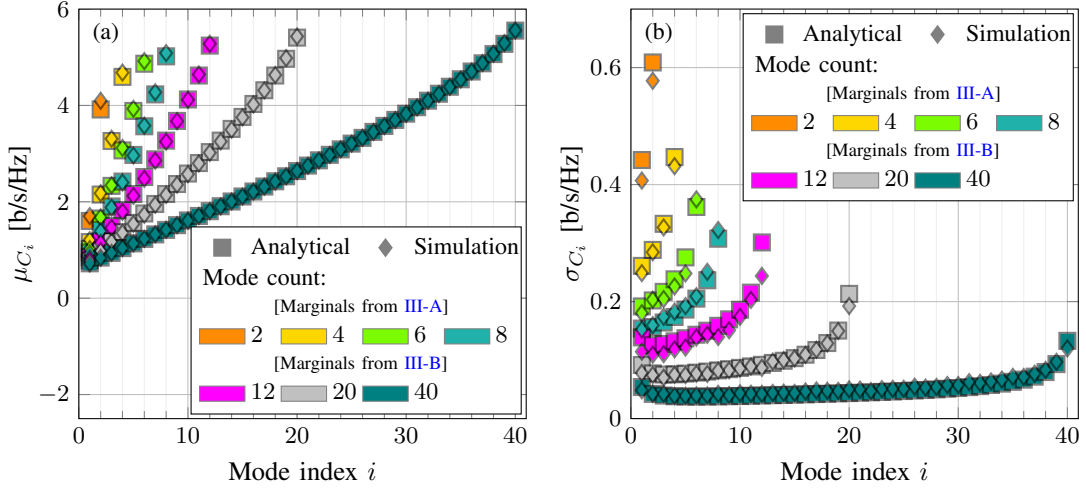 (a)
6
4
2
0
−2
μ_{C_i} [b/s/Hz]
Analytical Simulation
Mode count:
[Marginals from III-A]
2 4 6 8
[Marginals from III-B]
12 20 40
0 10 20 30 40
Mode index i
(b)
0.6
0.4
0.2
0
σ_{C_i} [b/s/Hz]
Analytical Simulation
Mode count:
[Marginals from III-A]
2 4 6 8
[Marginals from III-B]
12 20 40
0 10 20 30 40
Mode index i